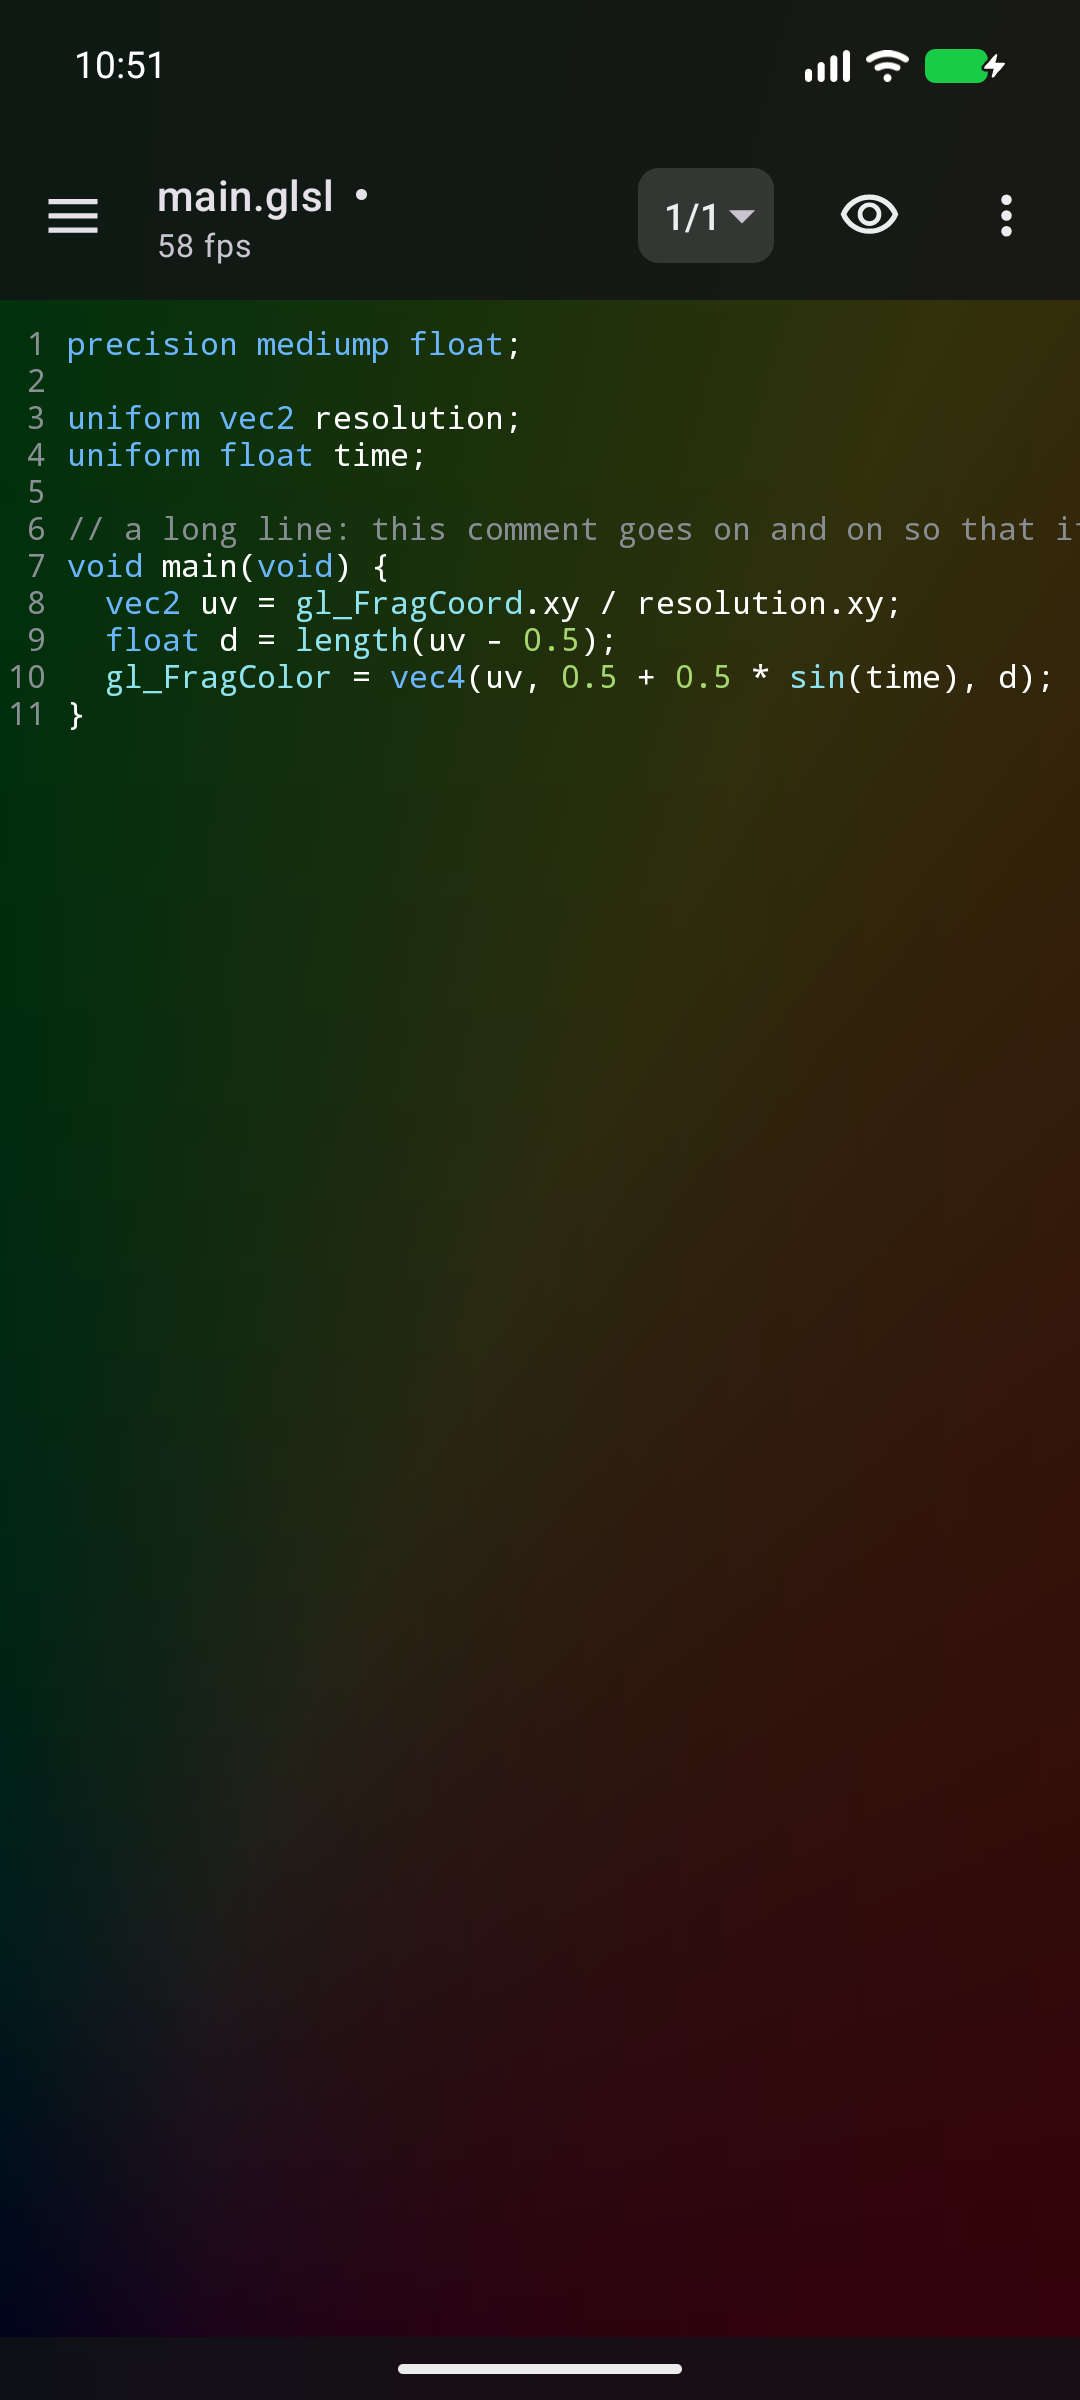 10:51
main.glsl •
58 fps
1/1
1 precision mediump float;
2
3 uniform vec2 resolution;
4 uniform float time;
5
6 // a long line: this comment goes on and on so that
7 void main(void) {
8   vec2 uv = gl_FragCoord.xy / resolution.xy;
9   float d = length(uv - 0.5);
10   gl_FragColor = vec4(uv, 0.5 + 0.5 * sin(time), d);
11 }